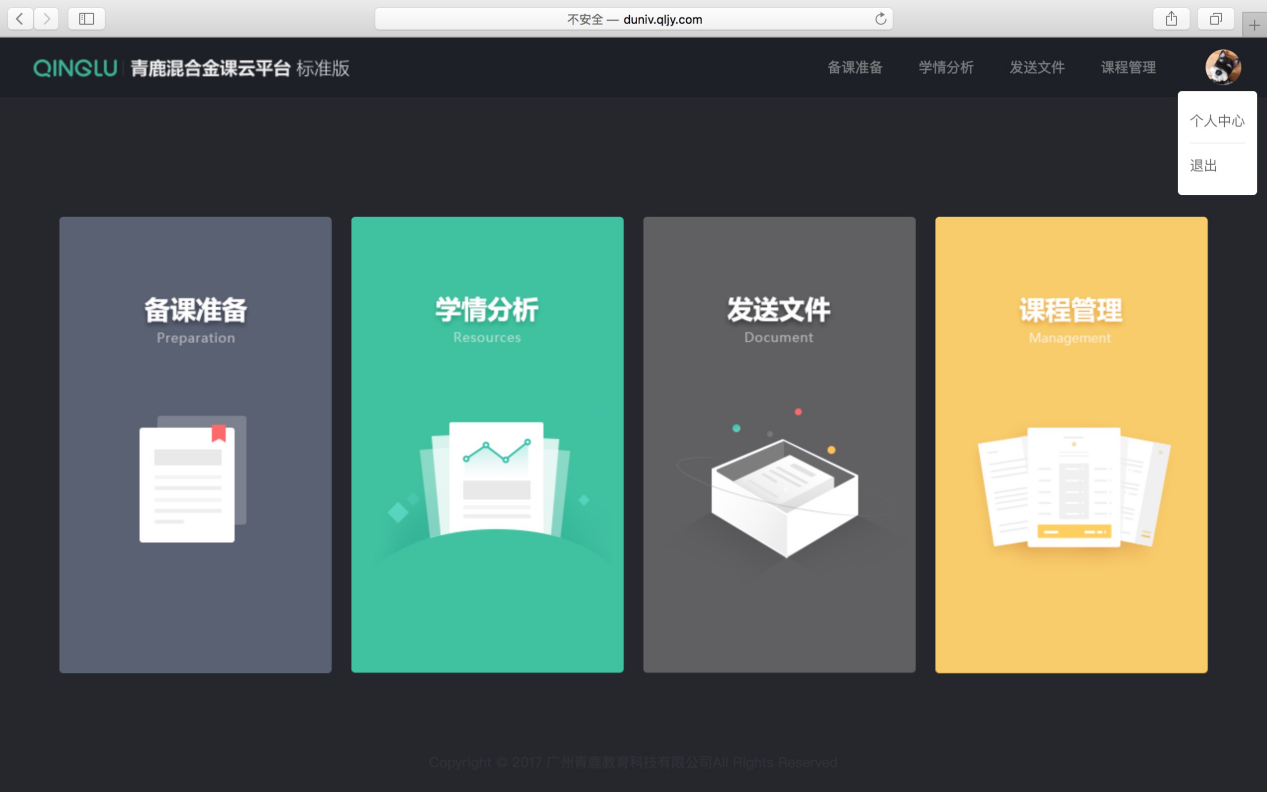 不安全 — duniv.qljy.com
QINGLU 青鹿混合金课云平台 标准版
备课准备 学情分析 发送文件 课程管理
个人中心
退出
备课准备
Preparation
学情分析
Resources
发送文件
Document
课程管理
Management
Copyright © 2017 广州青鹿教育科技有限公司All Rights Reserved